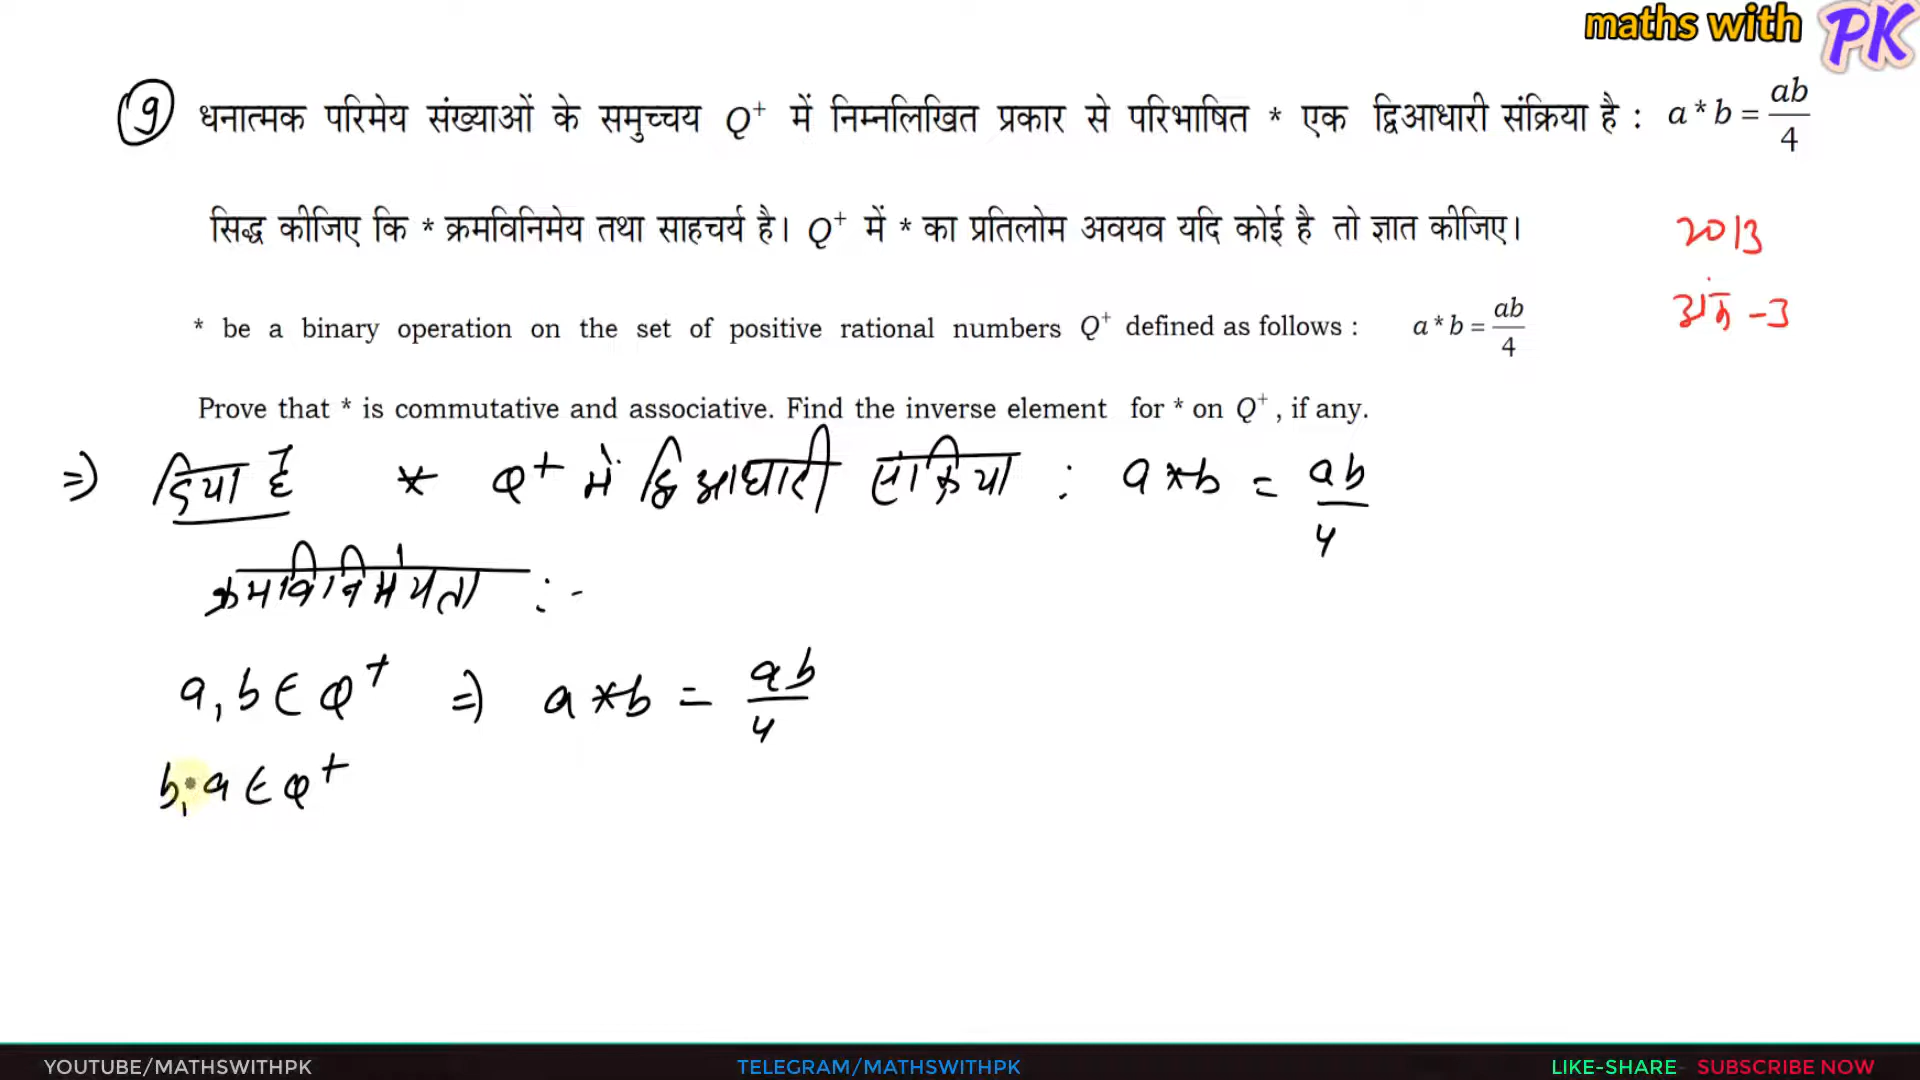 maths with PK
9 धनात्मक परिमेय संख्याओं के समुच्चय Q⁺ में निम्नलिखित प्रकार से परिभाषित * एक द्विआधारी संक्रिया है : a * b = ab/4
सिद्ध कीजिए कि * क्रमविनिमेय तथा साहचर्य है। Q⁺ में * का प्रतिलोम अवयव यदि कोई है तो ज्ञात कीजिए।
2013
अंक -3
* be a binary operation on the set of positive rational numbers Q⁺ defined as follows : a * b = ab/4
Prove that * is commutative and associative. Find the inverse element for * on Q⁺ , if any.
⇒ दिया है * Q⁺ में द्विआधारी संक्रिया : a * b = ab/4
क्रमविनिमेयता :-
a, b ∈ Q⁺ ⇒ a * b = ab/4
b, a ∈ Q⁺
YOUTUBE/MATHSWITHPK TELEGRAM/MATHSWITHPK LIKE-SHARE- SUBSCRIBE NOW